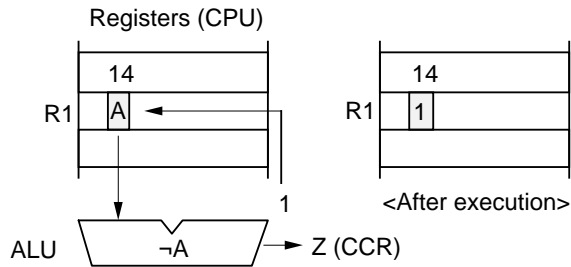 Registers (CPU)
14
14
R1
A
R1
1
1
<After execution>
ALU
¬A
Z (CCR)